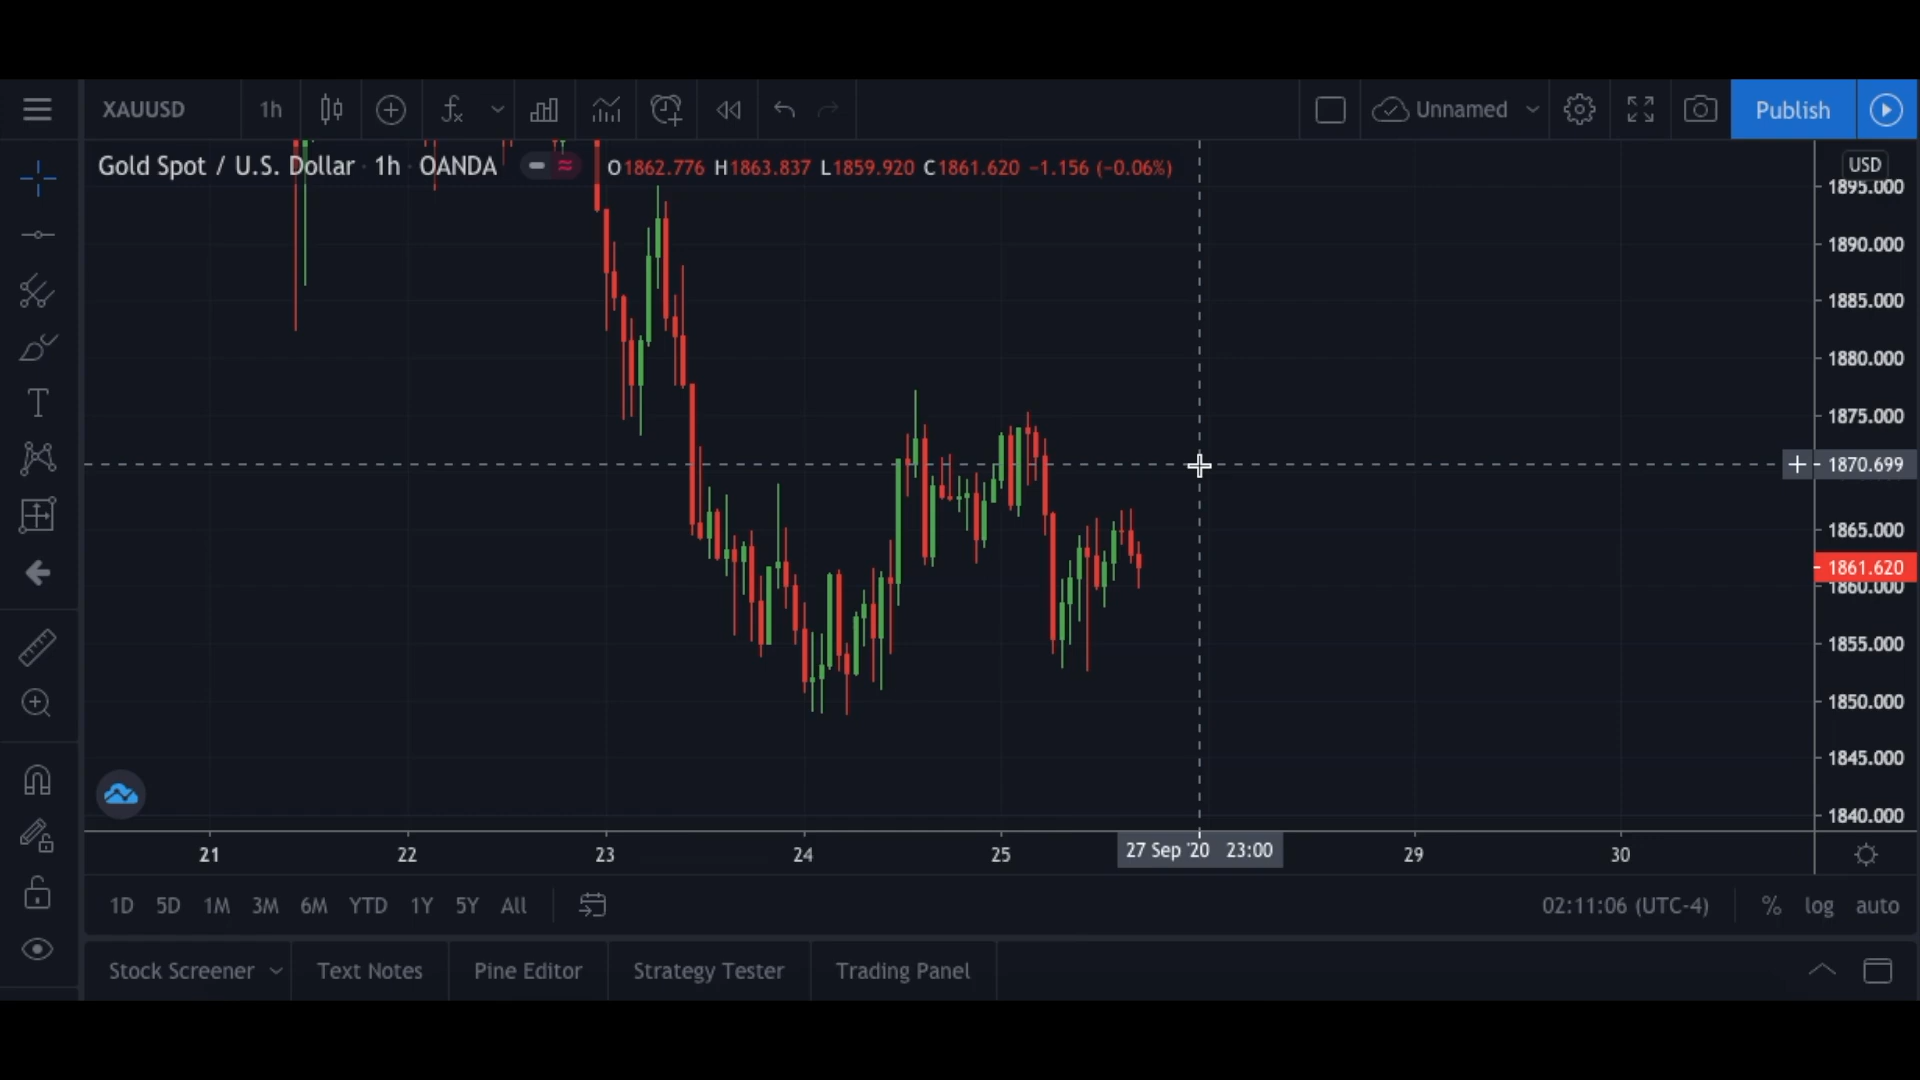 XAUUSD 1h Unnamed Publish
Gold Spot / U.S. Dollar · 1h · OANDA O1862.776 H1863.837 L1859.920 C1861.620 −1.156 (−0.06%)
USD
1895.000
1890.000
1885.000
1880.000
1875.000
1870.699
1865.000
1861.620
1860.000
1855.000
1850.000
1845.000
1840.000
21 22 23 24 25 27 Sep '20 23:00 29 30
1D 5D 1M 3M 6M YTD 1Y 5Y All 02:11:06 (UTC-4) % log auto
Stock Screener Text Notes Pine Editor Strategy Tester Trading Panel